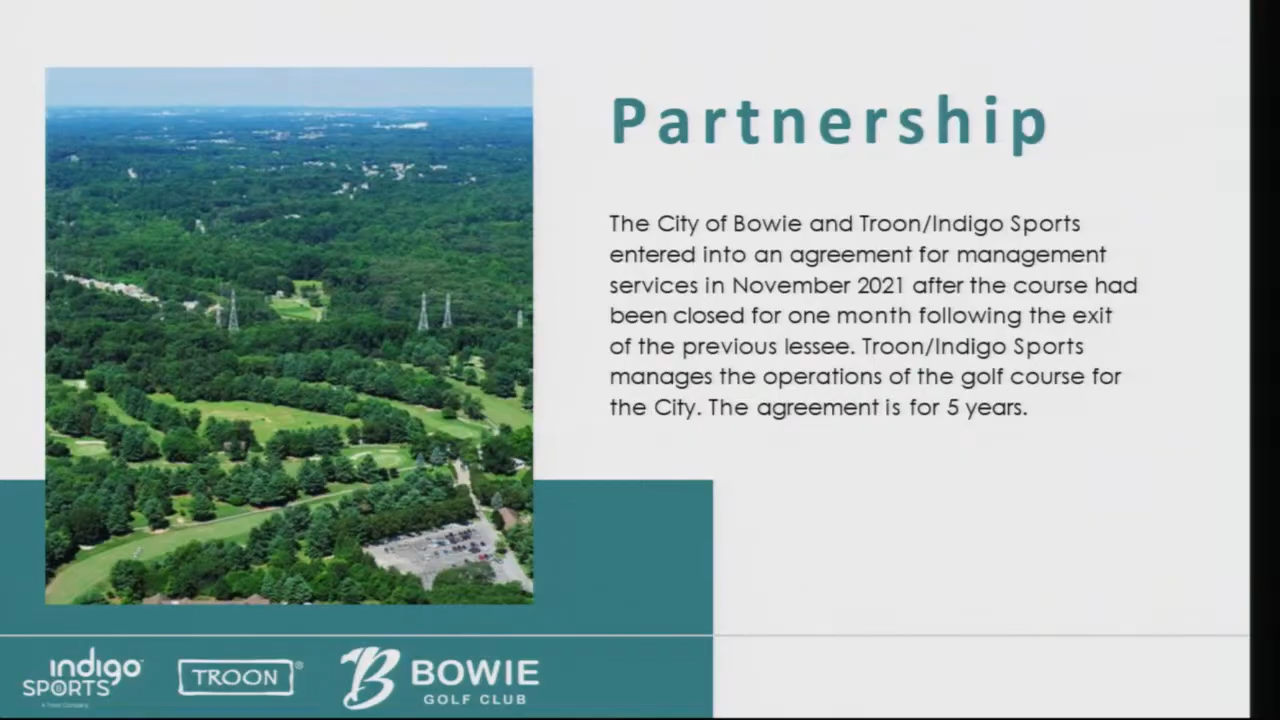 Partnership
The City of Bowie and Troon/Indigo Sports
entered into an agreement for management
services in November 2021 after the course had
been closed for one month following the exit
of the previous lessee. Troon/Indigo Sports
manages the operations of the golf course for
the City. The agreement is for 5 years.
indigo
SPORTS
A Troon Company
TROON®
B BOWIE
GOLF CLUB